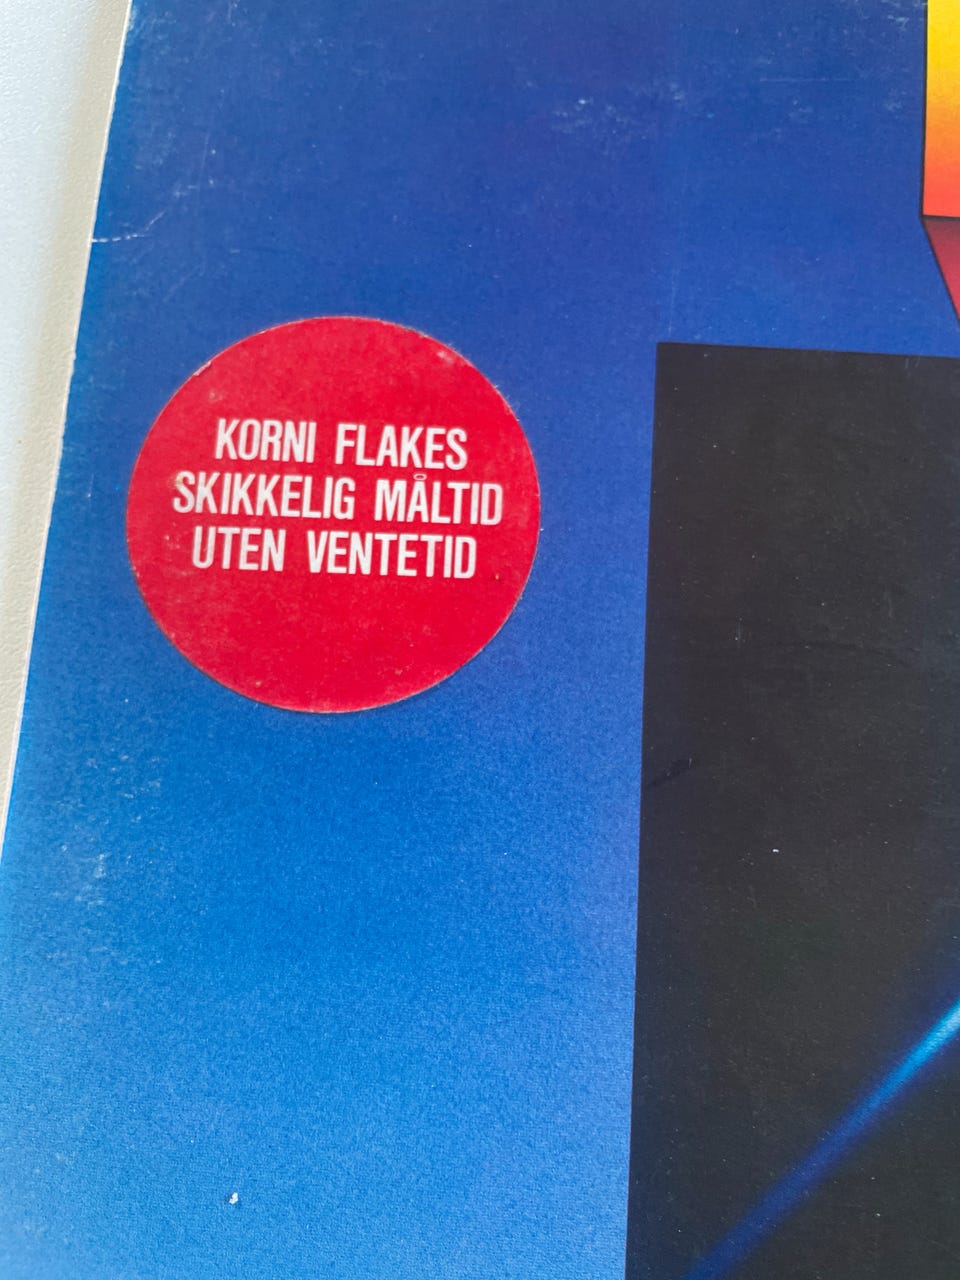 KORNI FLAKES
SKIKKELIG MÅLTID
UTEN VENTETID